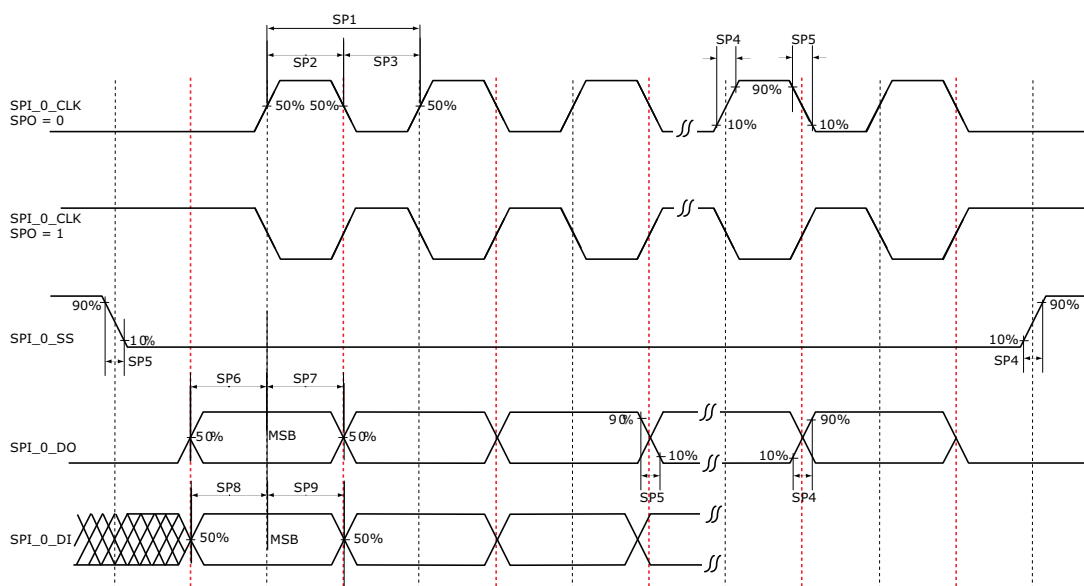 SP1
SP4 SP5
SP2 SP3
SPI_0_CLK
SPO = 0
50% 50% 50% 90%
10% 10%
SPI_0_CLK
SPO = 1
90% 90%
SPI_0_SS 10% 10%
SP5 SP4
SP6 SP7
90% 90%
50% MSB 50%
SPI_0_DO
10% 10%
SP8 SP9 SP5 SP4
SPI_0_DI 50% MSB 50%